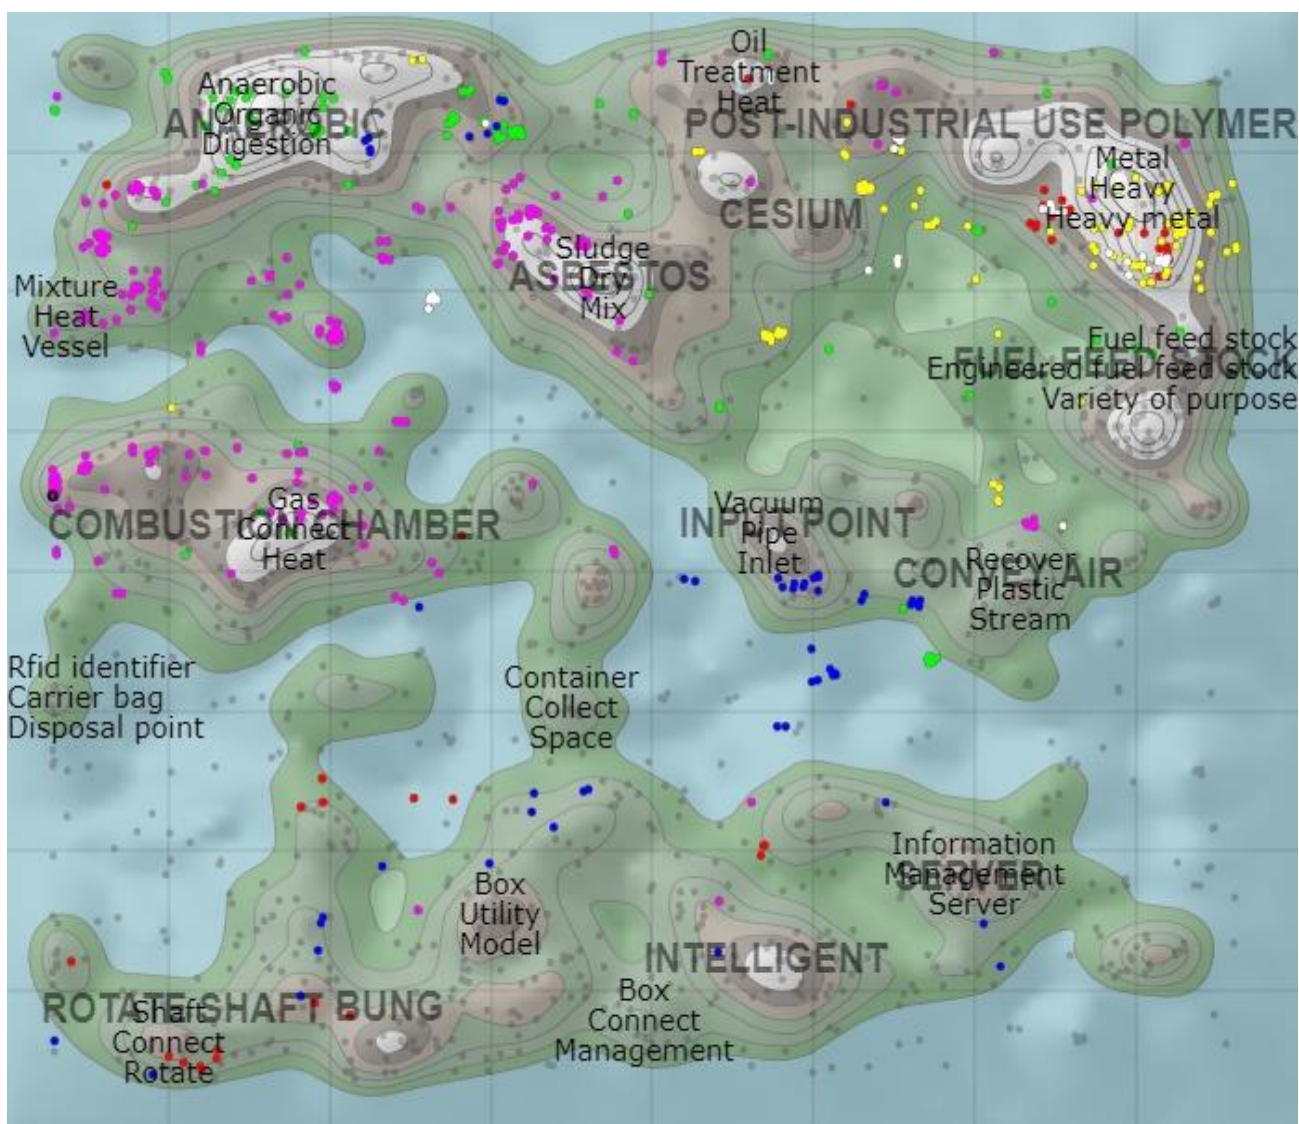 Oil
Treatment
Heat
Anaerobic
Organic
Digestion
ANAEROBIC
POST-INDUSTRIAL USE POLYMER
Metal
Heavy
Heavy metal
CESIUM
Sludge
Dry
Mix
ASBESTOS
Mixture
Heat
Vessel
Fuel feed stock
Engineered fuel feed stock
Variety of purpose
FUEL FEED STOCK
Gas
Connect
Heat
COMBUSTION CHAMBER
Vacuum
Pipe
Inlet
INPUT POINT
Recover
Plastic
Stream
CONVEY AIR
Rfid identifier
Carrier bag
Disposal point
Container
Collect
Space
Information
Management
Server
SERVER
Box
Utility
Model
INTELLIGENT
Box
Connect
Management
ROTATE SHAFT BUNG
Shaft
Connect
Rotate